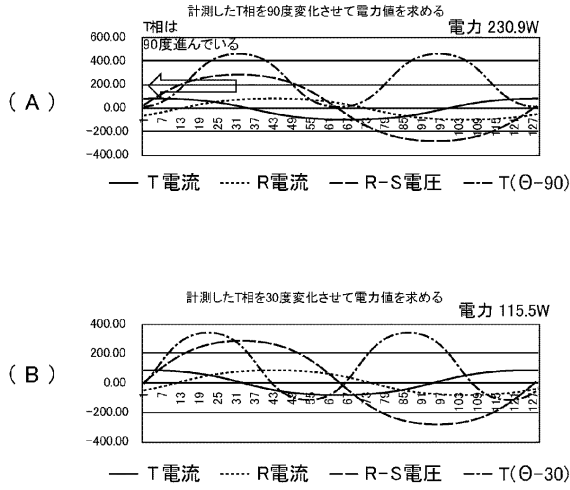 計測したT相を90度変化させて電力値を求める
T相は
90度進んでいる
電力 230.9W
(A)
600.00
400.00
200.00
0.00
-200.00
-400.00
1 7 13 19 25 31 37 43 49 55 61 67 73 79 85 91 97 103 109 115 121 127
T電流 R電流 R-S電圧 T(Θ-90)
計測したT相を30度変化させて電力値を求める
電力 115.5W
(B)
400.00
200.00
0.00
-200.00
-400.00
1 7 13 19 25 31 37 43 49 55 61 67 73 79 85 91 97 103 109 115 121 127
T電流 R電流 R-S電圧 T(Θ-30)